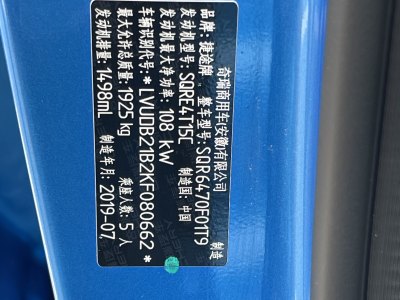 奇瑞商用车(安徽)有限公司
品牌: 捷途牌 整车型号: SQR6470F01T9
发动机型号: SQRE4T15C 制造国: 中国
发动机最大净功率: 108 kW
车辆识别代号: *LVUDB21B2KF080662*
最大允许总质量: 1925 kg 乘座人数: 5 人
发动机排量: 1498mL 制造年月: 2019-07